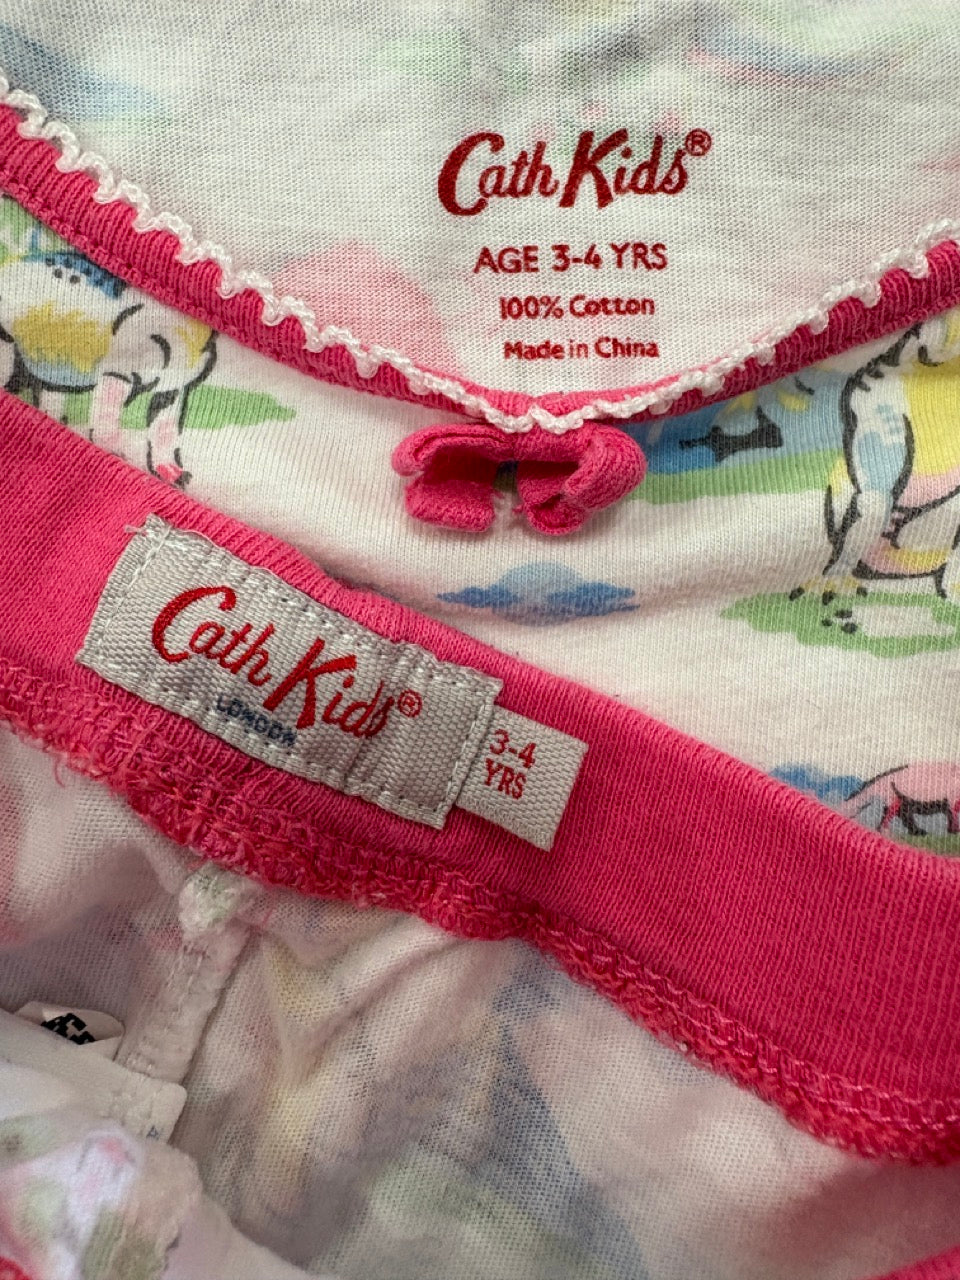 Cath Kids®
AGE 3-4 YRS
100% Cotton
Made in China
Cath Kids®
LONDON
3-4
YRS